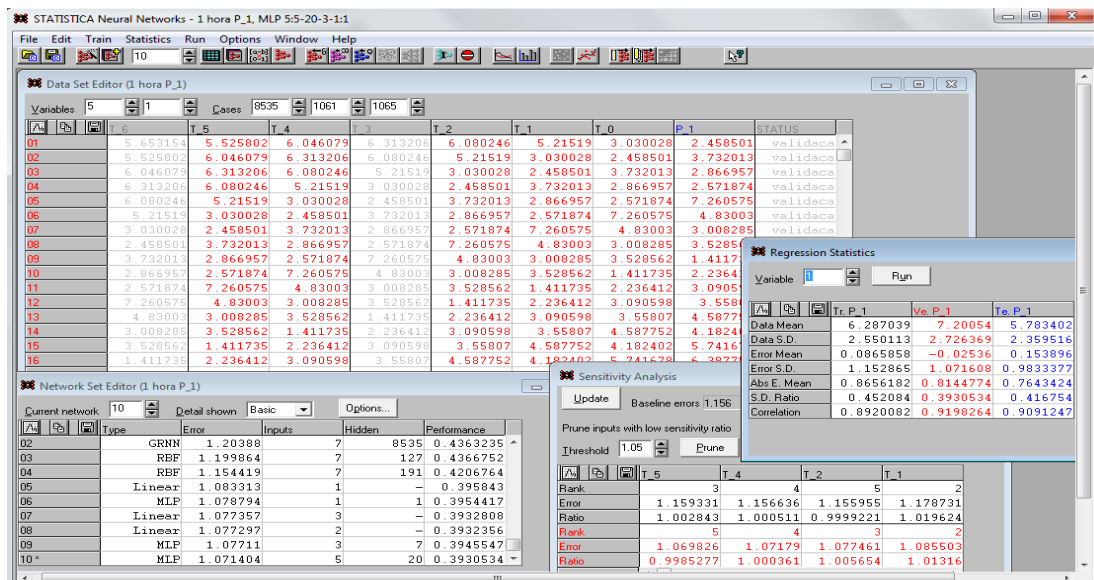 STATISTICA Neural Networks - 1 hora P_1, MLP 5:5-20-3-1:1
File Edit Train Statistics Run Options Window Help
10
Data Set Editor (1 hora P_1)
Variables 5 1 Cases 8535 1061 1065
T_6 T_5 T_4 T_3 T_2 T_1 T_0 P_1 STATUS
01 5.653154 5.525802 6.046079 6.313206 6.080246 5.21519 3.030028 2.458501 validaca
02 5.525802 6.046079 6.313206 6.080246 5.21519 3.030028 2.458501 3.732013 validaca
03 6.046079 6.313206 6.080246 5.21519 3.030028 2.458501 3.732013 2.866957 validaca
04 6.313206 6.080246 5.21519 3.030028 2.458501 3.732013 2.866957 2.571874 validaca
05 6.080246 5.21519 3.030028 2.458501 3.732013 2.866957 2.571874 7.260575 validaca
06 5.21519 3.030028 2.458501 3.732013 2.866957 2.571874 7.260575 4.83003 validaca
07 3.030028 2.458501 3.732013 2.866957 2.571874 7.260575 4.83003 3.008285 validaca
08 2.458501 3.732013 2.866957 2.571874 7.260575 4.83003 3.008285 3.5285
09 3.732013 2.866957 2.571874 7.260575 4.83003 3.008285 3.528562 1.4117
10 2.866957 2.571874 7.260575 4.83003 3.008285 3.528562 1.411735 2.2364
11 2.571874 7.260575 4.83003 3.008285 3.528562 1.411735 2.236412 3.0905
12 7.260575 4.83003 3.008285 3.528562 1.411735 2.236412 3.090598 3.558
13 4.83003 3.008285 3.528562 1.411735 2.236412 3.090598 3.55807 4.5877
14 3.008285 3.528562 1.411735 2.236412 3.090598 3.55807 4.587752 4.1824
15 3.528562 1.411735 2.236412 3.090598 3.55807 4.587752 4.182402 5.7416
16 1.411735 2.236412 3.090598 3.55807 4.587752 4.182402 5.741678 6.3877
Regression Statistics
Variable 1 Run
Tr. P_1 Ve. P_1 Te. P_1
Data Mean 6.287039 7.20054 5.783402
Data S.D. 2.550113 2.726369 2.359516
Error Mean 0.0865858 -0.02536 0.153896
Error S.D. 1.152865 1.071608 0.9833377
Abs E. Mean 0.8656182 0.8144774 0.7643424
S.D. Ratio 0.452084 0.3930534 0.416754
Correlation 0.8920082 0.9198264 0.9091247
Network Set Editor (1 hora P_1)
Current network 10 Detail shown Basic Options...
Type Error Inputs Hidden Performance
02 GRNN 1.20388 7 8535 0.4363235
03 RBF 1.199864 7 127 0.4366752
04 RBF 1.154419 7 191 0.4206764
05 Linear 1.083313 1 - 0.395843
06 MLP 1.078794 1 1 0.3954417
07 Linear 1.077357 3 - 0.3932808
08 Linear 1.077297 2 - 0.3932356
09 MLP 1.07711 3 7 0.3945547
10 * MLP 1.071404 5 20 0.3930534
Sensitivity Analysis
Update Baseline errors 1.156
Prune inputs with low sensitivity ratio
Threshold 1.05 Prune
T_5 T_4 T_2 T_1
Rank 3 4 5 2
Error 1.159331 1.156636 1.155955 1.178731
Ratio 1.002843 1.000511 0.9999221 1.019624
Rank 5 4 3 2
Error 1.069826 1.07179 1.077461 1.085503
Ratio 0.9985277 1.000361 1.005654 1.01316